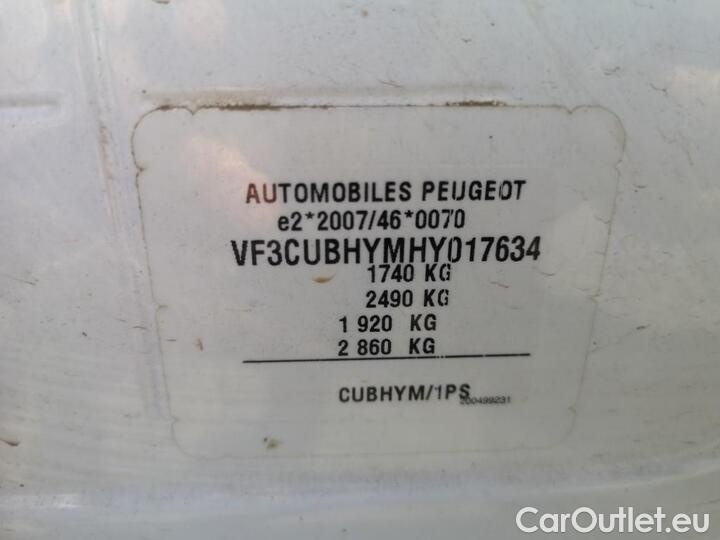 AUTOMOBILES PEUGEOT
e2*2007/46*0070
VF3CUBHYMHY017634
1740 KG
2490 KG
1 920 KG
2 860 KG
CUBHYM/1PS
200499231
CarOutlet.eu